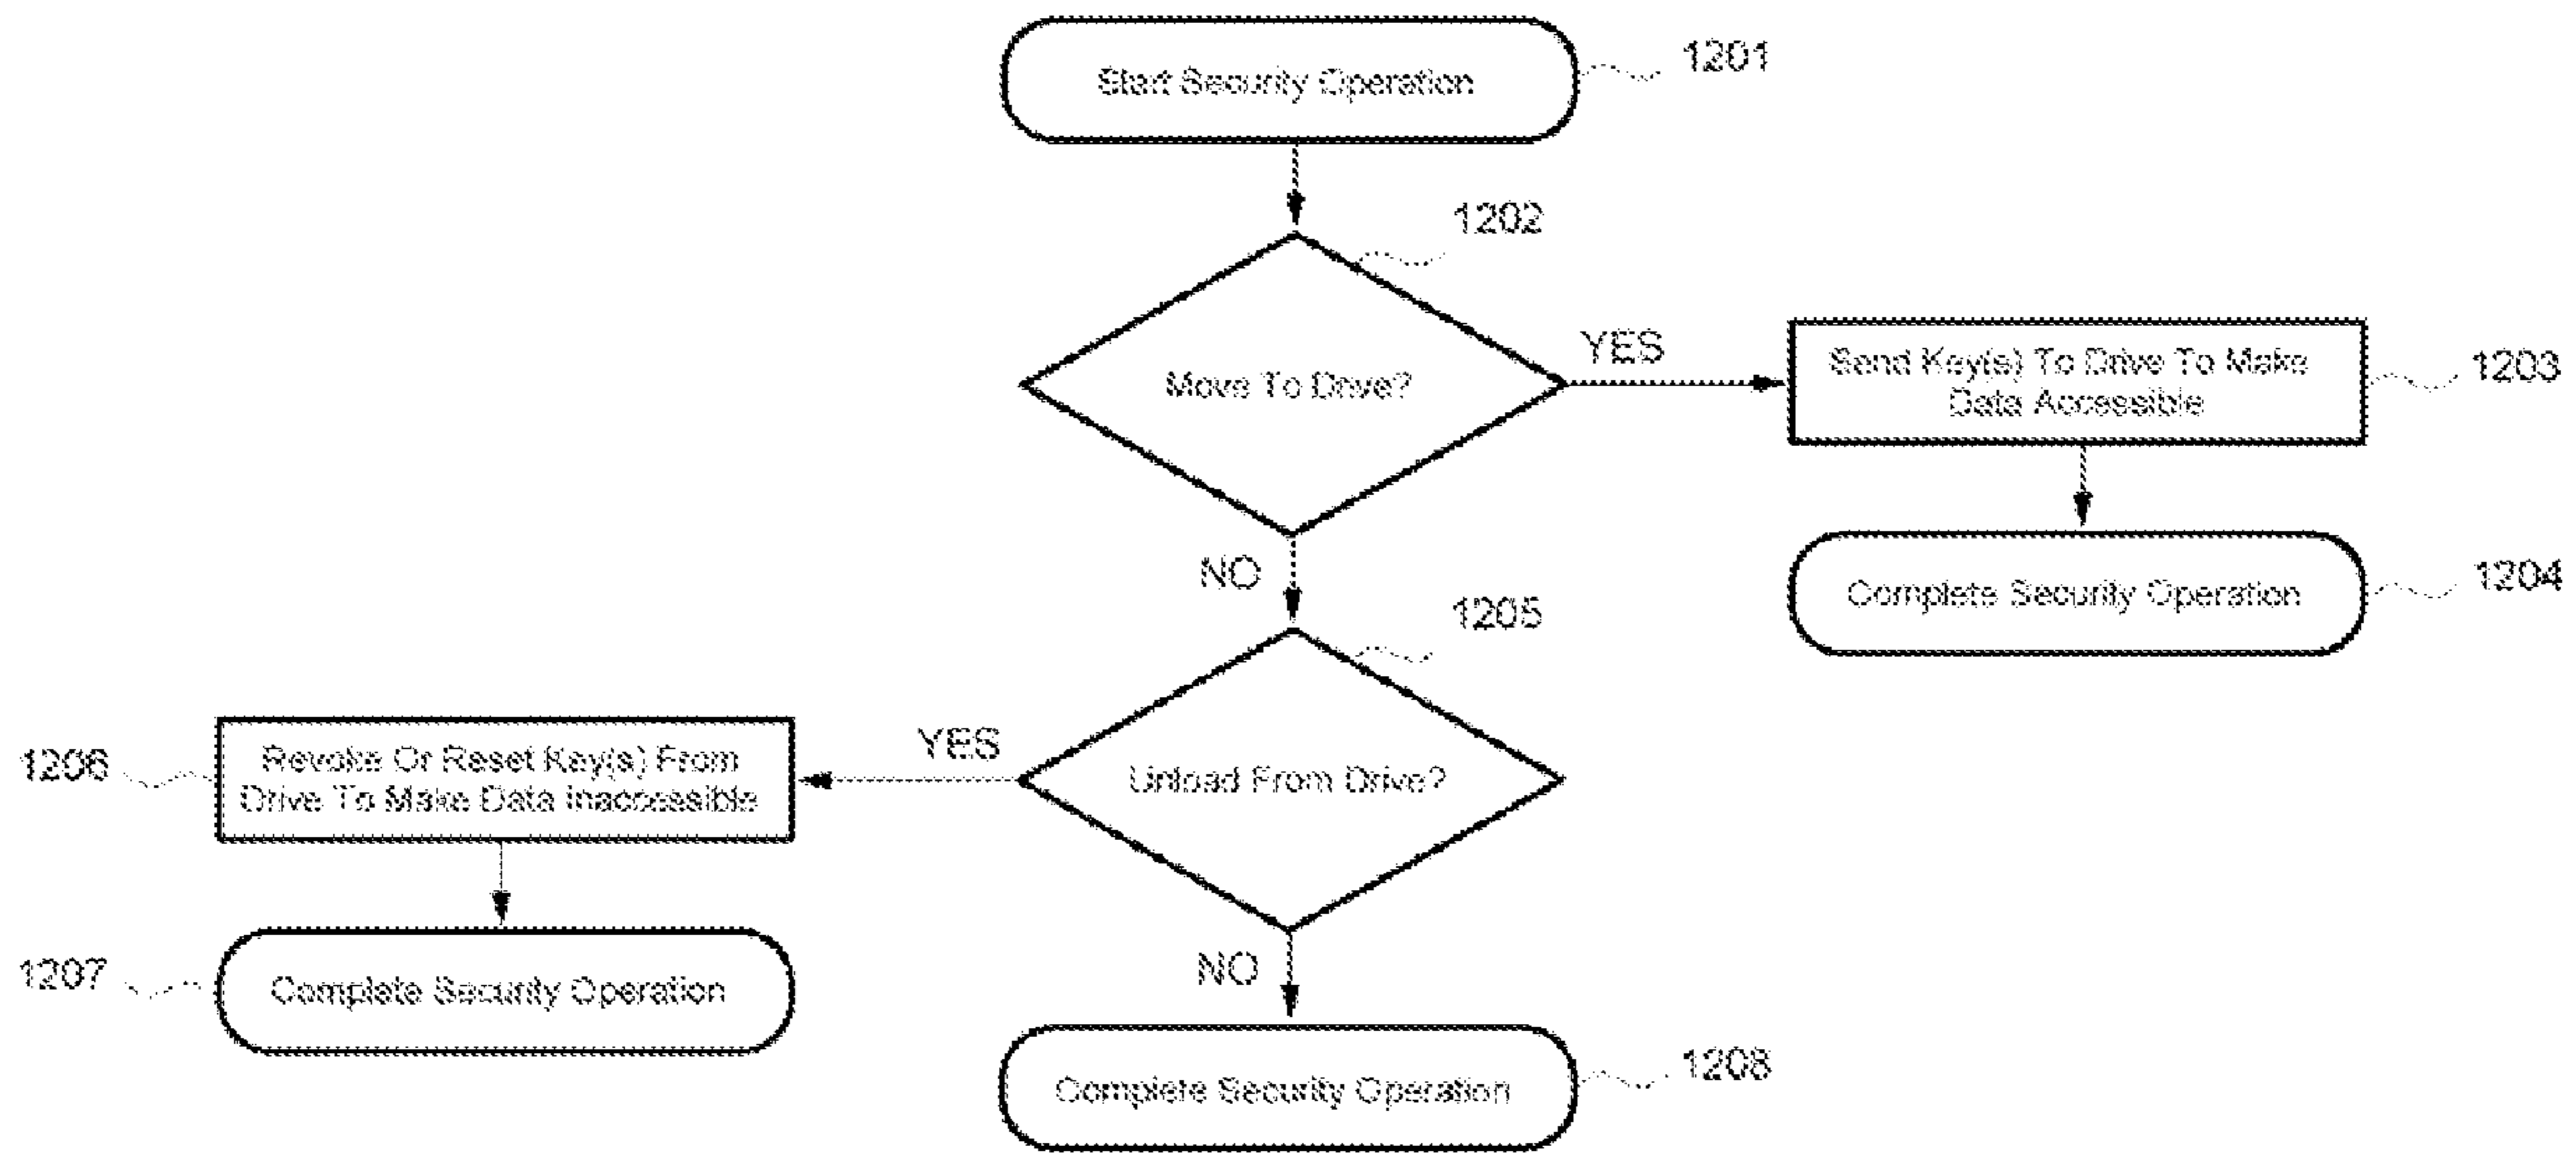 Start Security Operation
1201
1202
Move To Drive?
YES
Send Key(s) To Drive To Make
Data Accessible
1203
NO
Complete Security Operation
1204
1205
Unload From Drive?
YES
1206
Revoke Or Reset Key(s) From
Drive To Make Data Inaccessible
1207
Complete Security Operation
NO
Complete Security Operation
1208